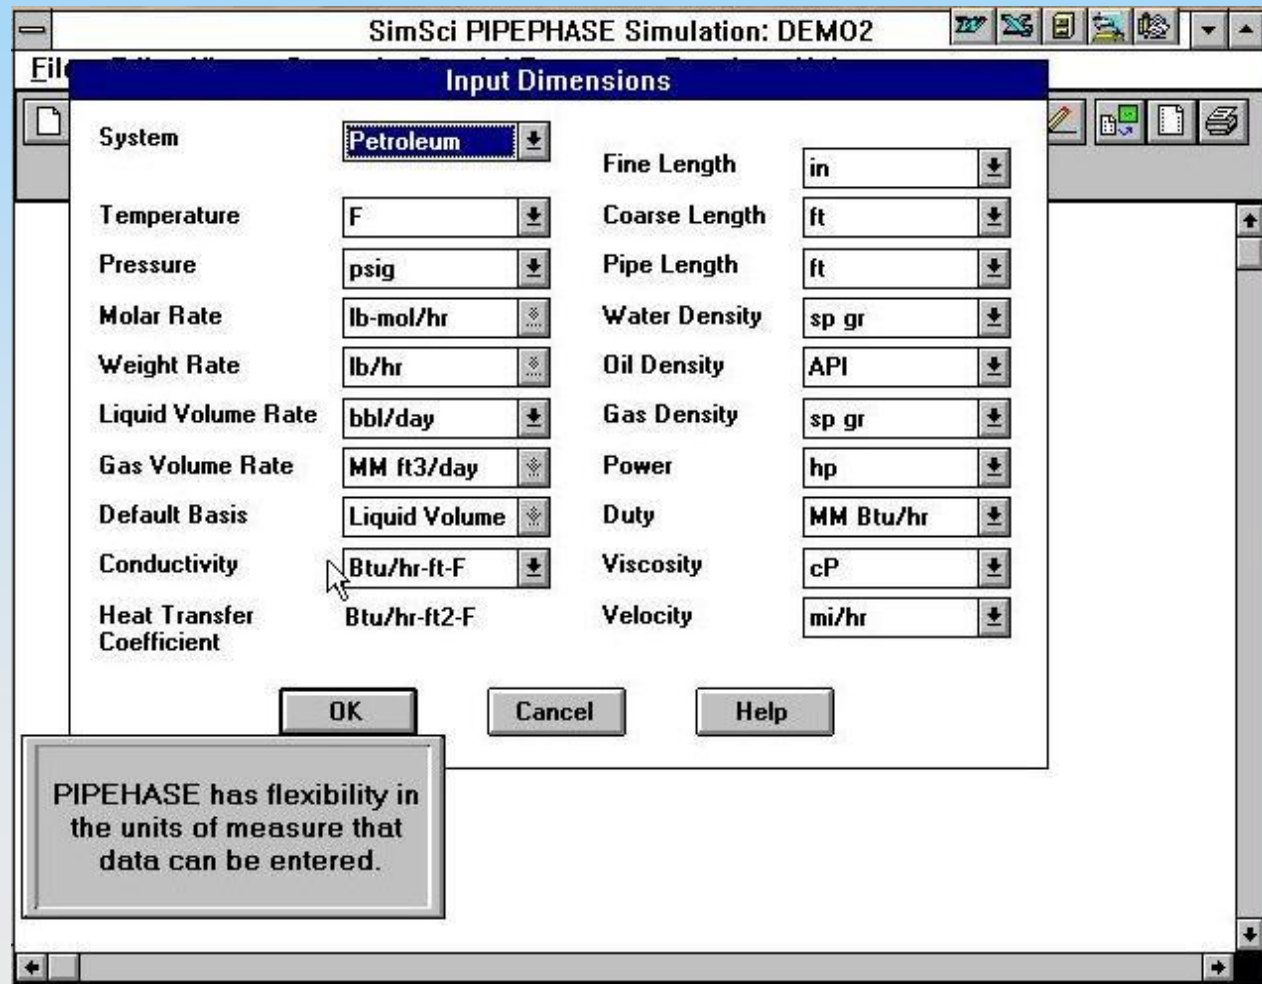 SimSci PIPEPHASE Simulation: DEMO2
Input Dimensions
System Petroleum
Temperature F
Pressure psig
Molar Rate lb-mol/hr
Weight Rate lb/hr
Liquid Volume Rate bbl/day
Gas Volume Rate MM ft3/day
Default Basis Liquid Volume
Conductivity Btu/hr-ft-F
Heat Transfer Btu/hr-ft2-F
Coefficient
Fine Length in
Coarse Length ft
Pipe Length ft
Water Density sp gr
Oil Density API
Gas Density sp gr
Power hp
Duty MM Btu/hr
Viscosity cP
Velocity mi/hr
OK Cancel Help
PIPEHASE has flexibility in
the units of measure that
data can be entered.